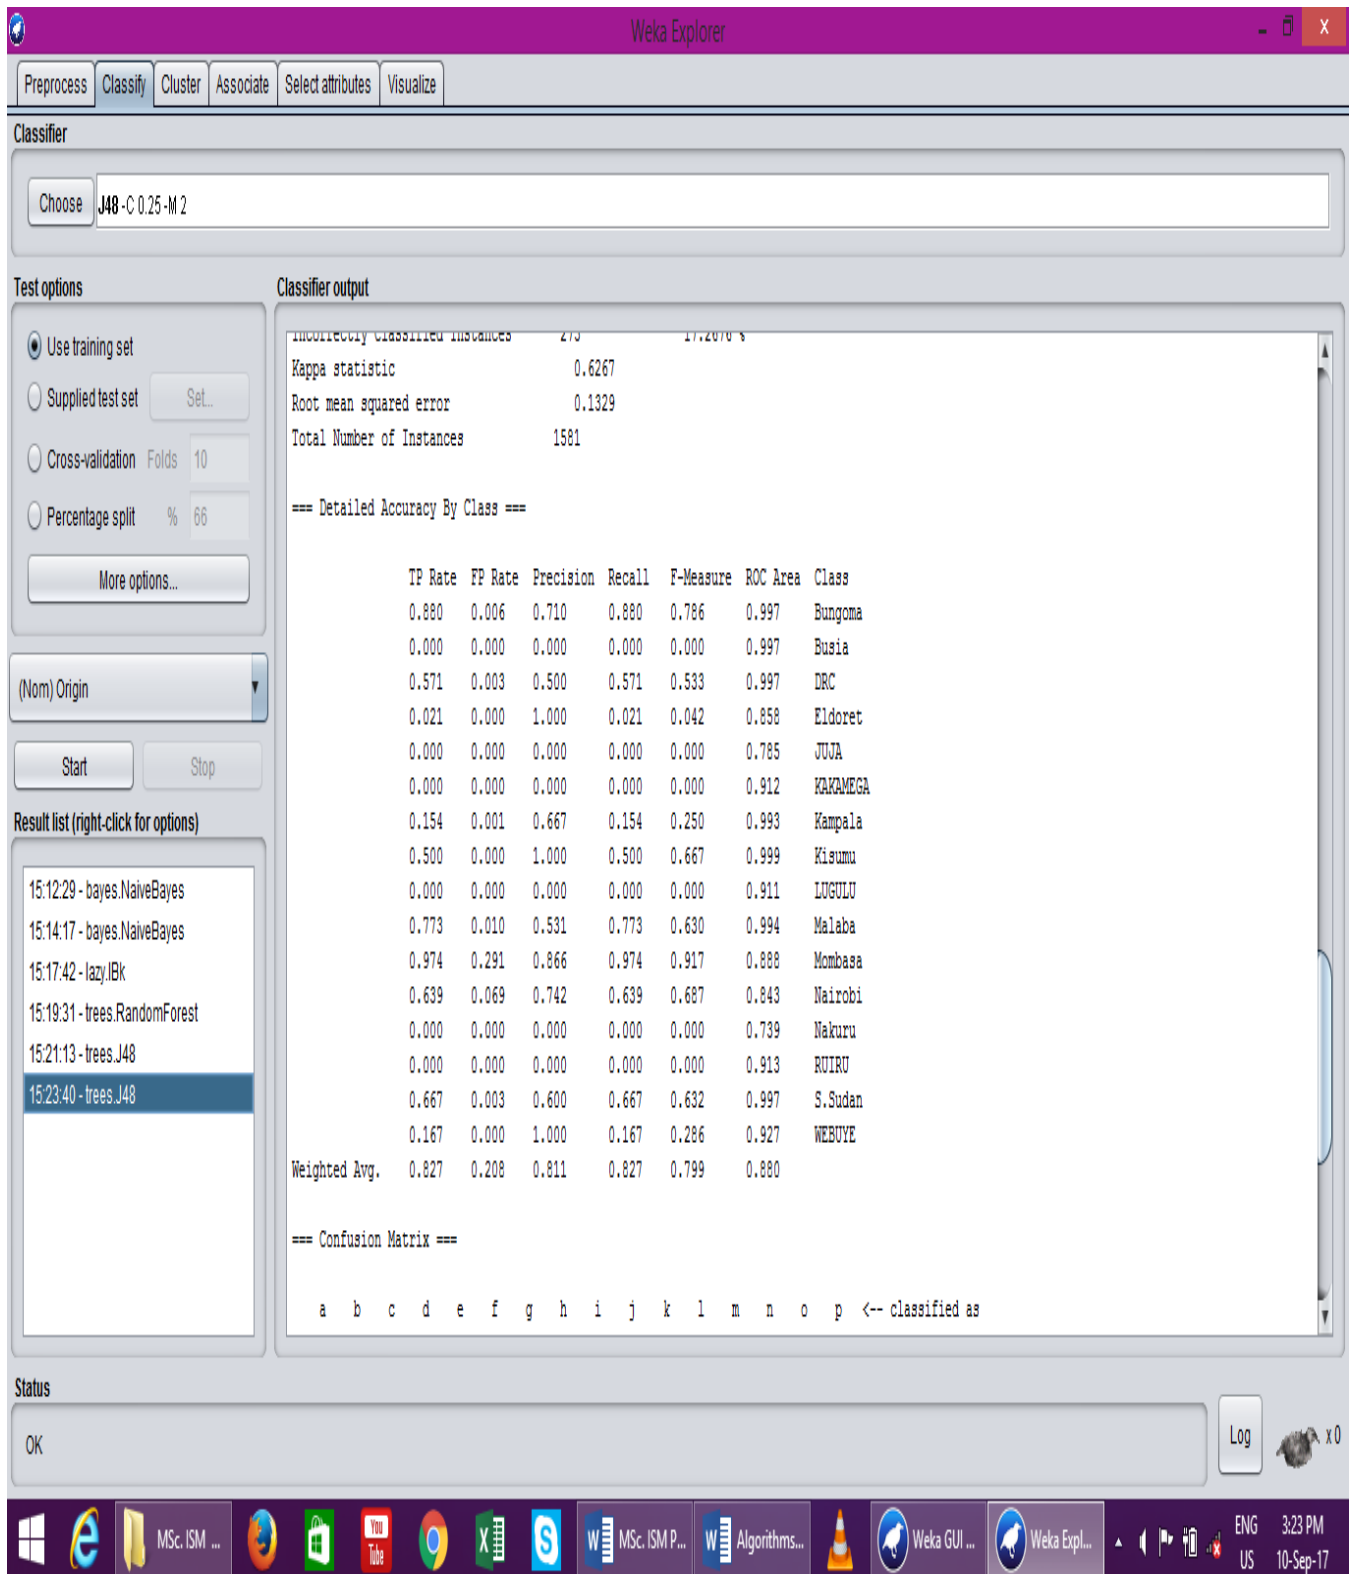 Weka Explorer
Preprocess Classify Cluster Associate Select attributes Visualize
Classifier
Choose J48 -C 0.25 -M 2
Test options
Use training set
Supplied test set Set...
Cross-validation Folds 10
Percentage split % 66
More options...
(Nom) Origin
Start Stop
Result list (right-click for options)
15:12:29 - bayes.NaiveBayes
15:14:17 - bayes.NaiveBayes
15:17:42 - lazy.IBk
15:19:31 - trees.RandomForest
15:21:13 - trees.J48
15:23:40 - trees.J48
Classifier output
Incorrectly Classified Instances 273 17.2676 %
Kappa statistic 0.6267
Root mean squared error 0.1329
Total Number of Instances 1581
=== Detailed Accuracy By Class ===
TP Rate FP Rate Precision Recall F-Measure ROC Area Class
0.880 0.006 0.710 0.880 0.786 0.997 Bungoma
0.000 0.000 0.000 0.000 0.000 0.997 Busia
0.571 0.003 0.500 0.571 0.533 0.997 DRC
0.021 0.000 1.000 0.021 0.042 0.858 Eldoret
0.000 0.000 0.000 0.000 0.000 0.785 JUJA
0.000 0.000 0.000 0.000 0.000 0.912 KAKAMEGA
0.154 0.001 0.667 0.154 0.250 0.993 Kampala
0.500 0.000 1.000 0.500 0.667 0.999 Kisumu
0.000 0.000 0.000 0.000 0.000 0.911 LUGULU
0.773 0.010 0.531 0.773 0.630 0.994 Malaba
0.974 0.291 0.866 0.974 0.917 0.888 Mombasa
0.639 0.069 0.742 0.639 0.687 0.843 Nairobi
0.000 0.000 0.000 0.000 0.000 0.739 Nakuru
0.000 0.000 0.000 0.000 0.000 0.913 RUIRU
0.667 0.003 0.600 0.667 0.632 0.997 S.Sudan
0.167 0.000 1.000 0.167 0.286 0.927 WEBUYE
Weighted Avg. 0.827 0.208 0.811 0.827 0.799 0.880
=== Confusion Matrix ===
a b c d e f g h i j k l m n o p <-- classified as
Status
OK
Log
x 0
MSc. ISM ...
You Tube
MSc. ISM P...
Algorithms...
Weka GUI ...
Weka Expl...
ENG 3:23 PM
US 10-Sep-17